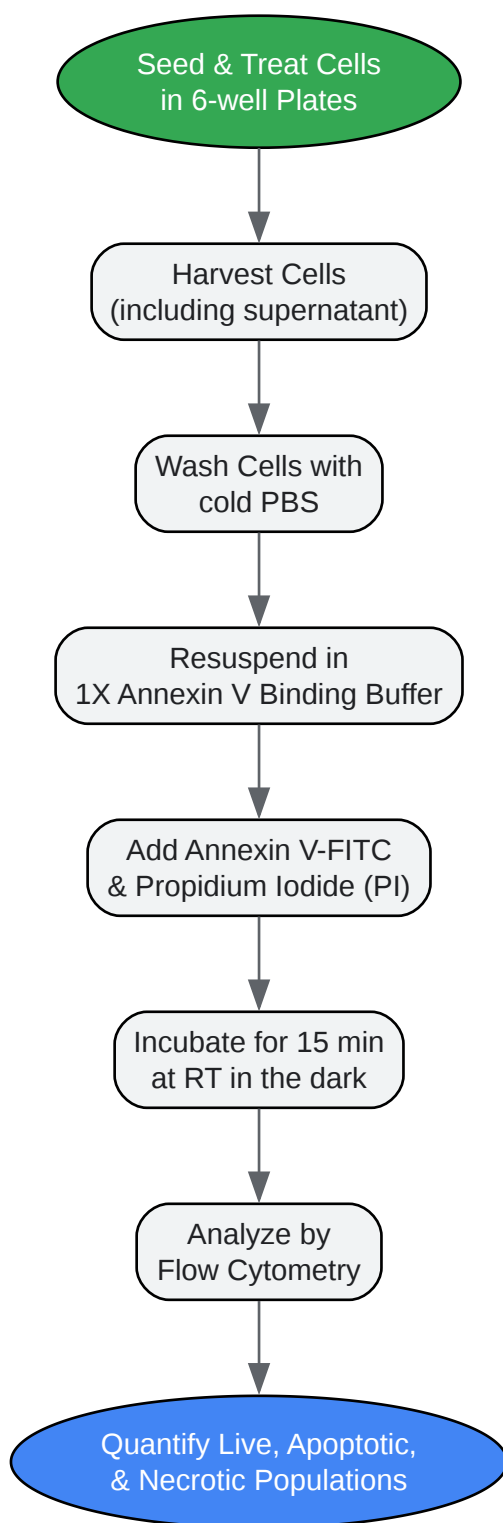 Seed & Treat Cells
in 6-well Plates
Harvest Cells
(including supernatant)
Wash Cells with
cold PBS
Resuspend in
1X Annexin V Binding Buffer
Add Annexin V-FITC
& Propidium Iodide (PI)
Incubate for 15 min
at RT in the dark
Analyze by
Flow Cytometry
Quantify Live, Apoptotic,
& Necrotic Populations